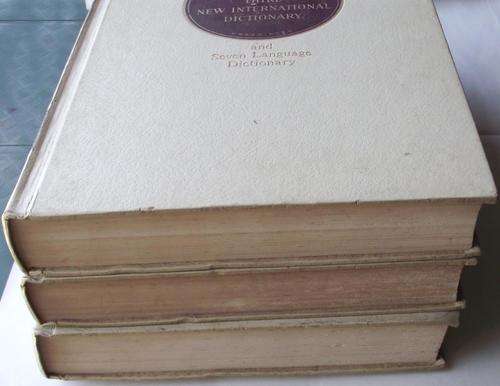 THIRD
NEW INTERNATIONAL
DICTIONARY
and
Seven Language
Dictionary